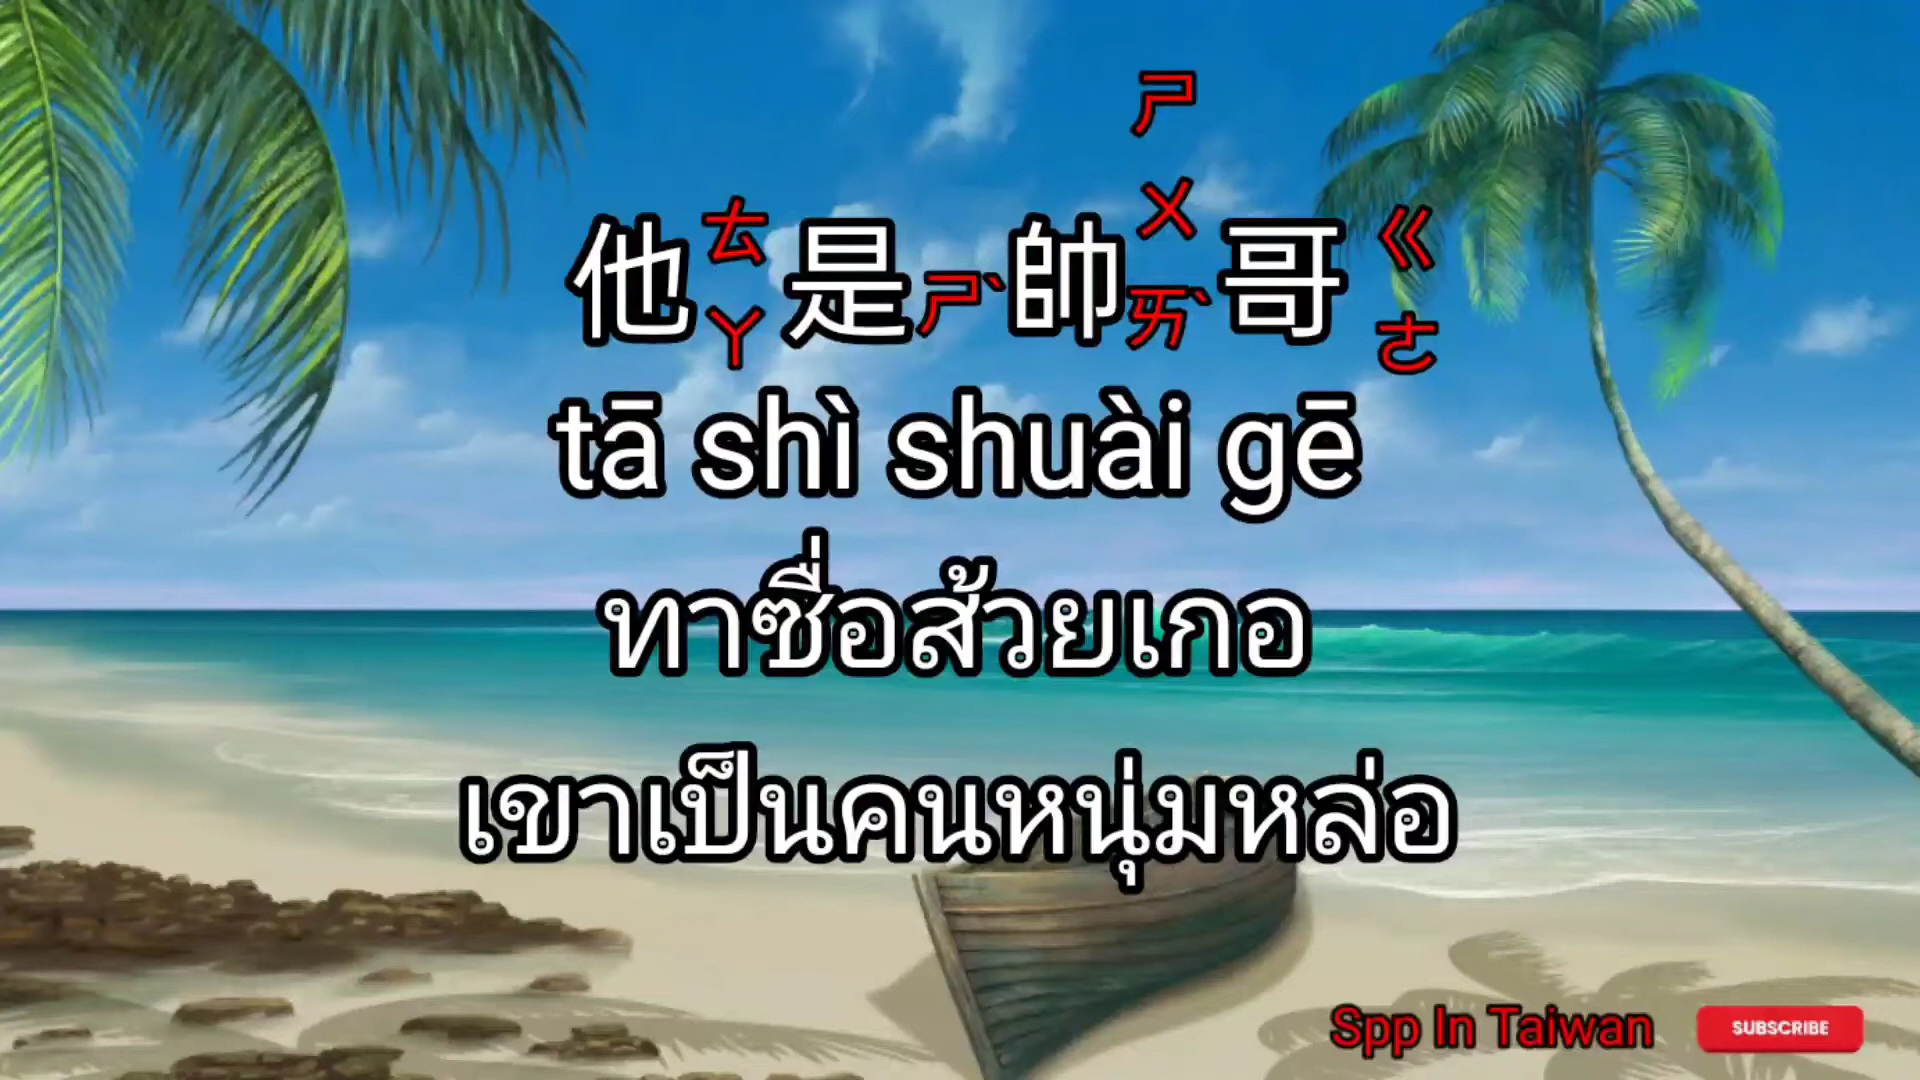 他ㄊㄚ是ㄕˋ帥ㄕㄨㄞˋ哥ㄍㄜ
tā shì shuài gē
ทาซื่อส้วยเกอ
เขาเป็นคนหนุ่มหล่อ
Spp In Taiwan
SUBSCRIBE